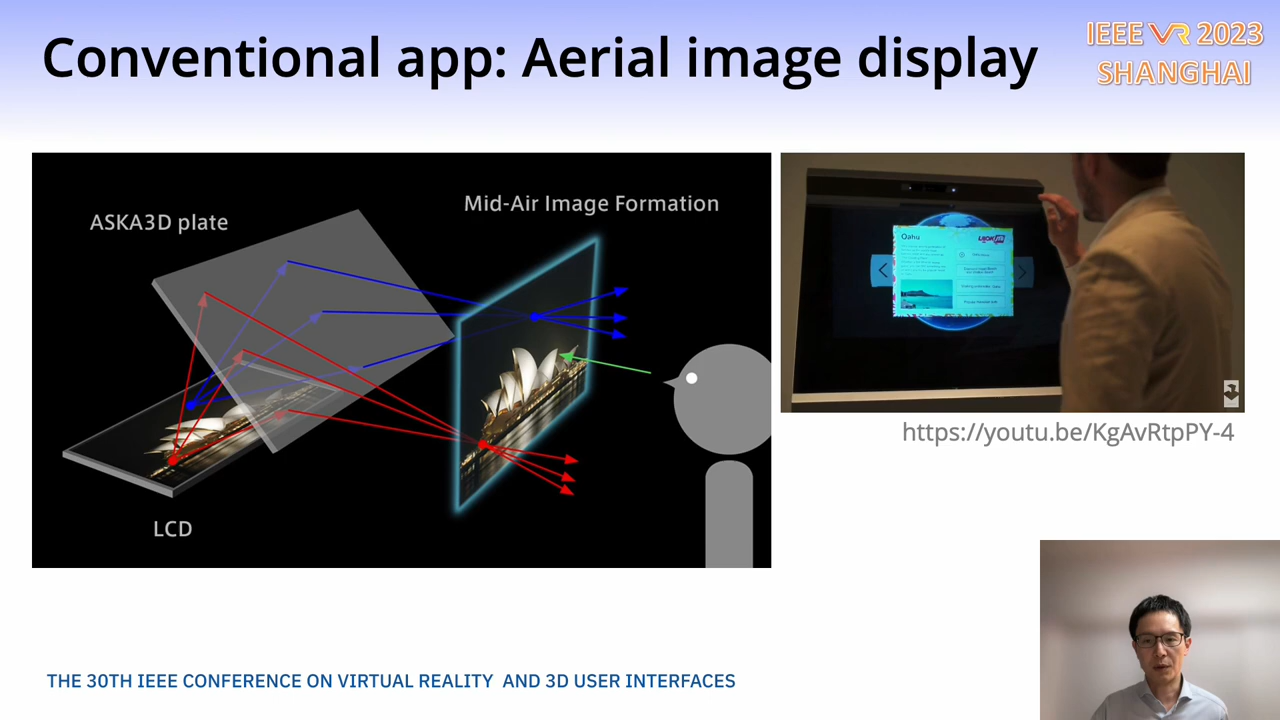 Conventional app: Aerial image display
IEEE VR 2023
SHANGHAI
ASKA3D plate
Mid-Air Image Formation
LCD
Oahu
https://youtu.be/KgAvRtpPY-4
THE 30TH IEEE CONFERENCE ON VIRTUAL REALITY AND 3D USER INTERFACES